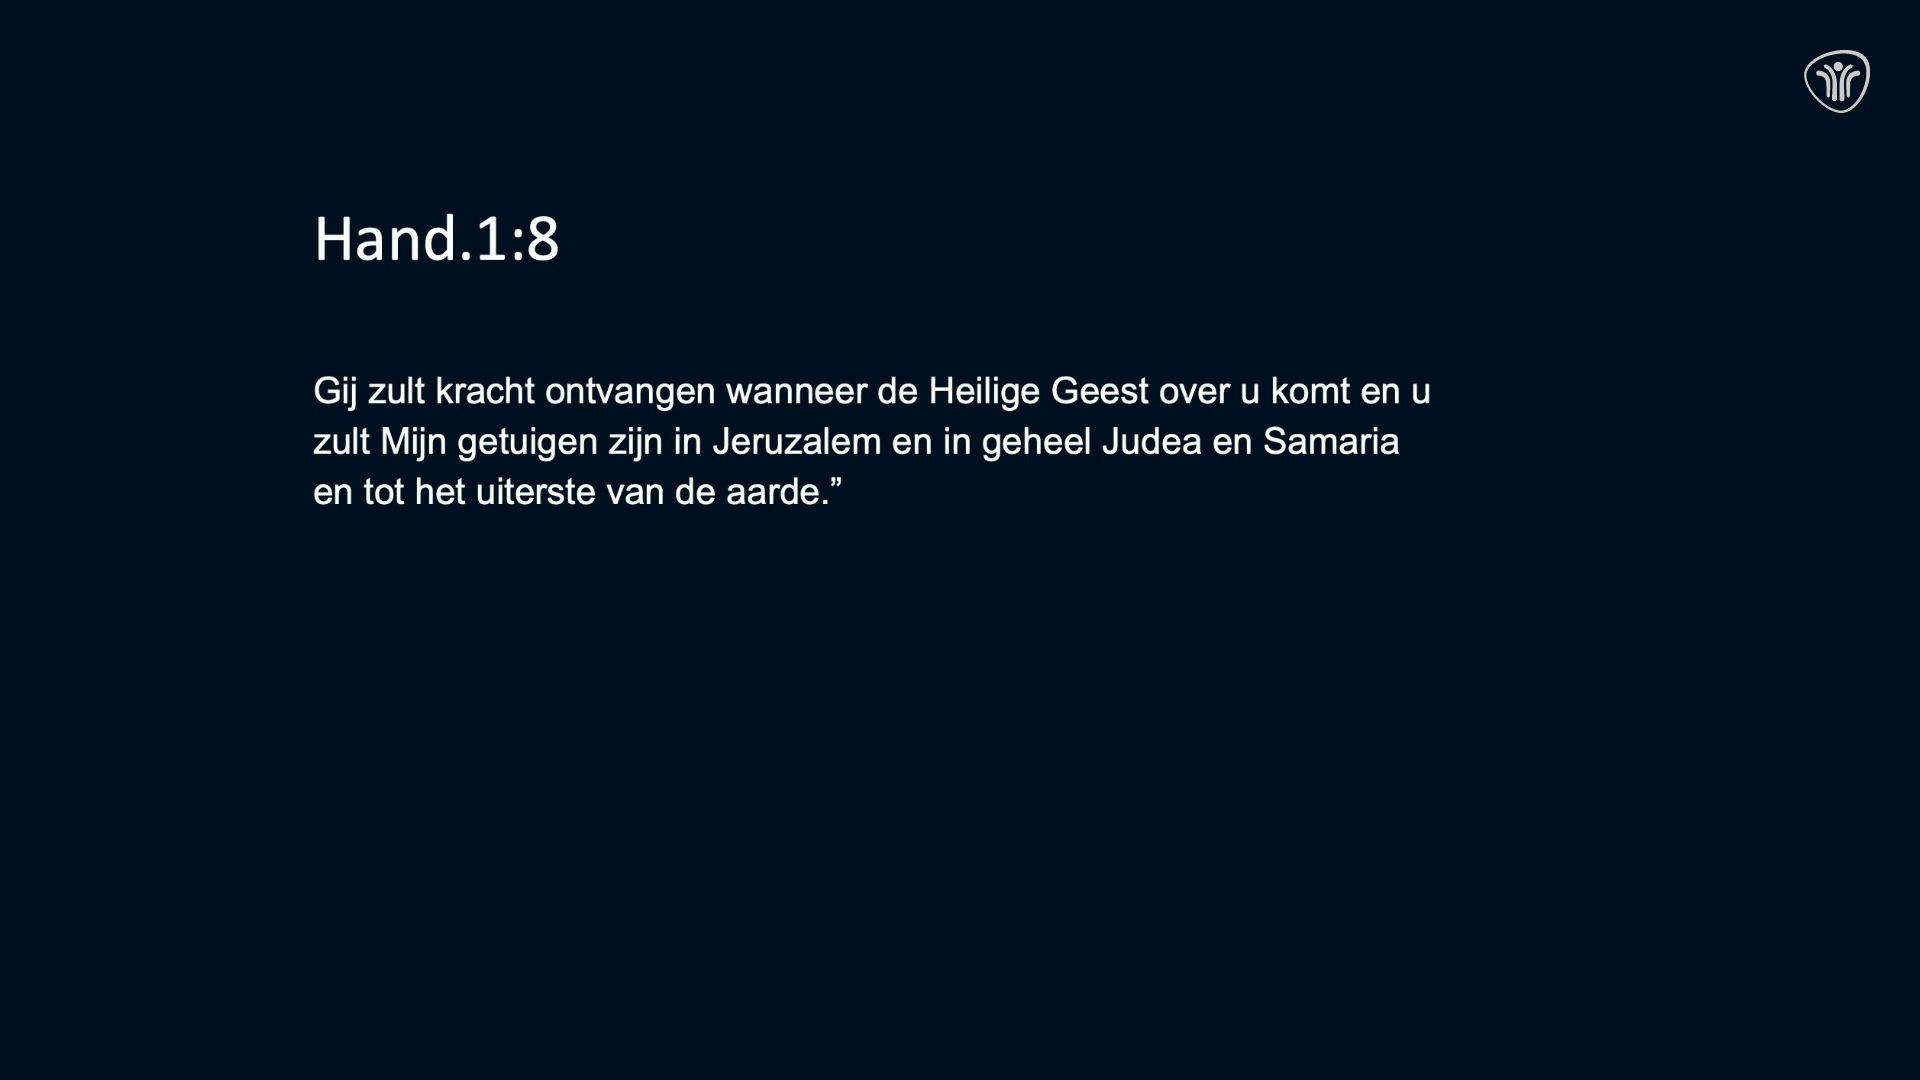 Hand.1:8
Gij zult kracht ontvangen wanneer de Heilige Geest over u komt en u
zult Mijn getuigen zijn in Jeruzalem en in geheel Judea en Samaria
en tot het uiterste van de aarde.”